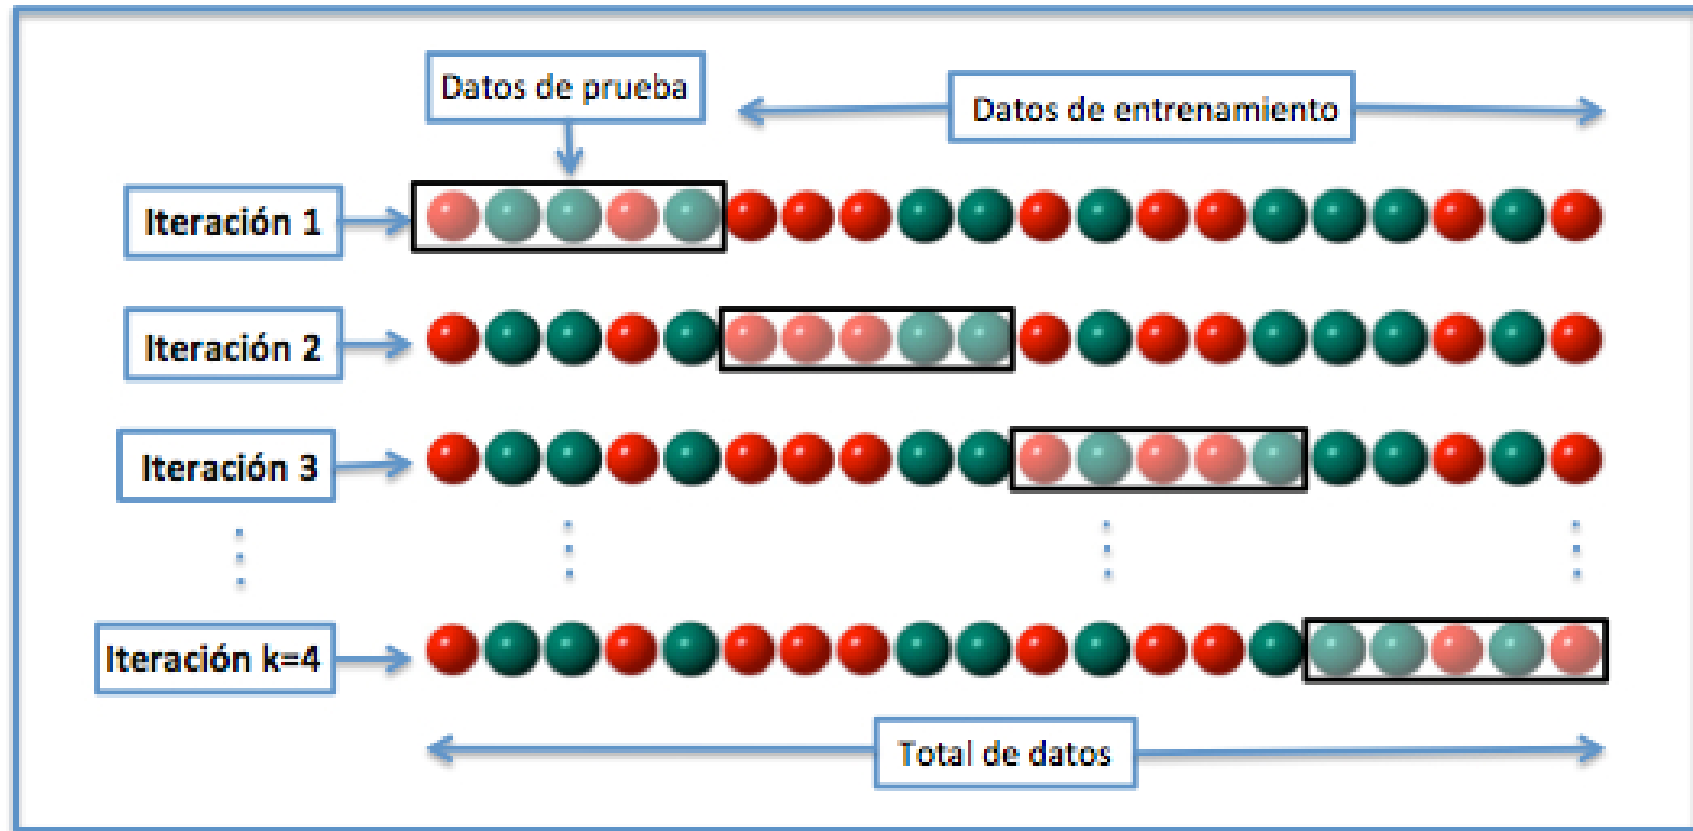 Datos de prueba
Datos de entrenamiento
Iteración 1
Iteración 2
Iteración 3
Iteración k=4
Total de datos